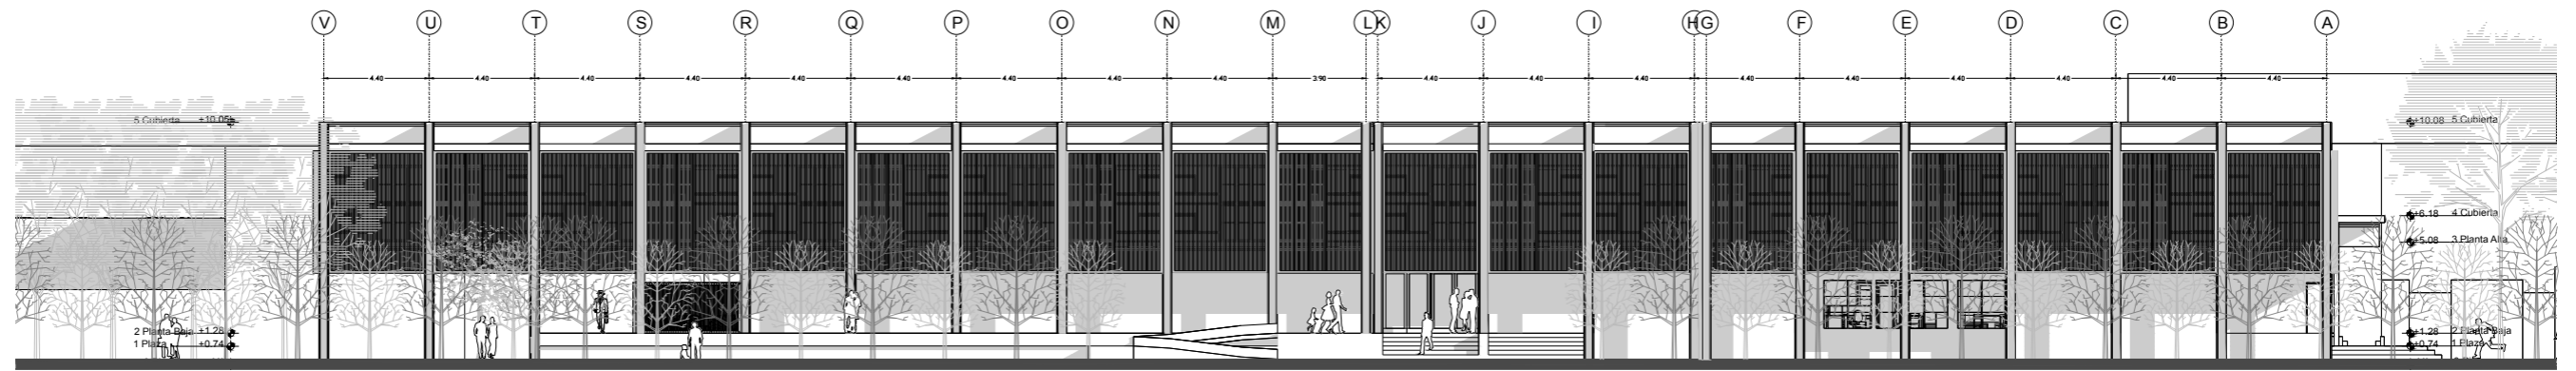 V U T S R Q P O N M L K J I H G F E D C B A
4.40 4.40 4.40 4.40 4.40 4.40 4.40 4.40 4.40 3.90 4.40 4.40 4.40 4.40 4.40 4.40 4.40 4.40 4.40
5 Cubierta +10.05
+10.08 5 Cubierta
+6.18 4 Cubierta
+5.08 3 Planta Alta
2 Planta Baja +1.28
1 Plaza +0.74
+1.28 2 Planta Baja
+0.74 1 Plaza